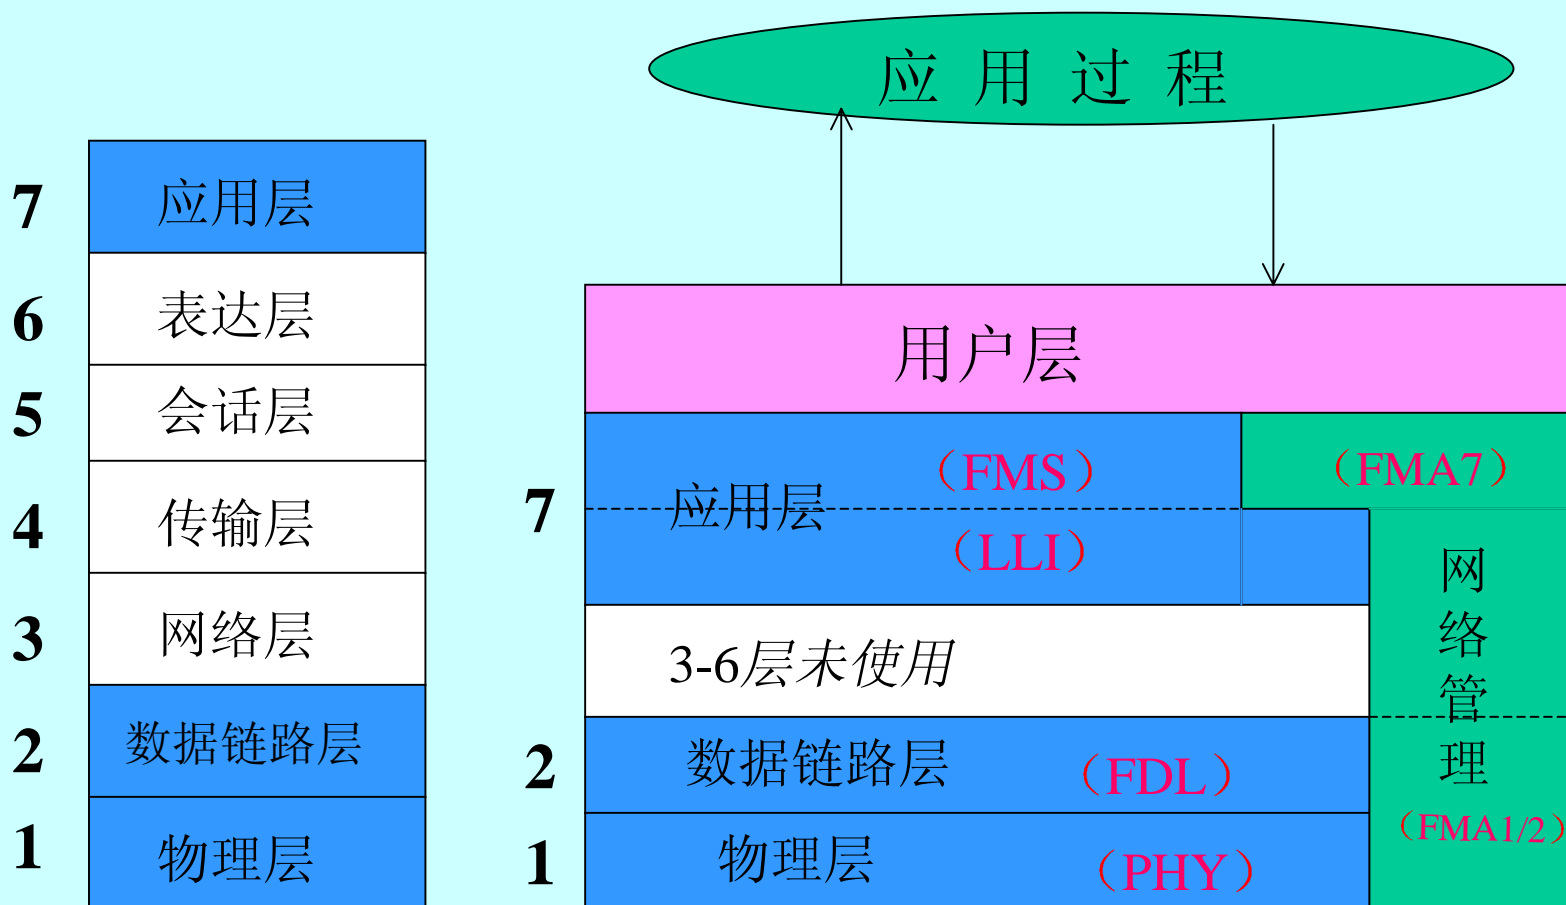 应 用 过 程
7 应用层
6 表达层
5 会话层
4 传输层
3 网络层
2 数据链路层
1 物理层
用户层
7 应用层
（FMS）
（LLI）
（FMA7）
3-6层未使用
2 数据链路层 （FDL）
1 物理层 （PHY）
网
络
管
理
（FMA1/2）